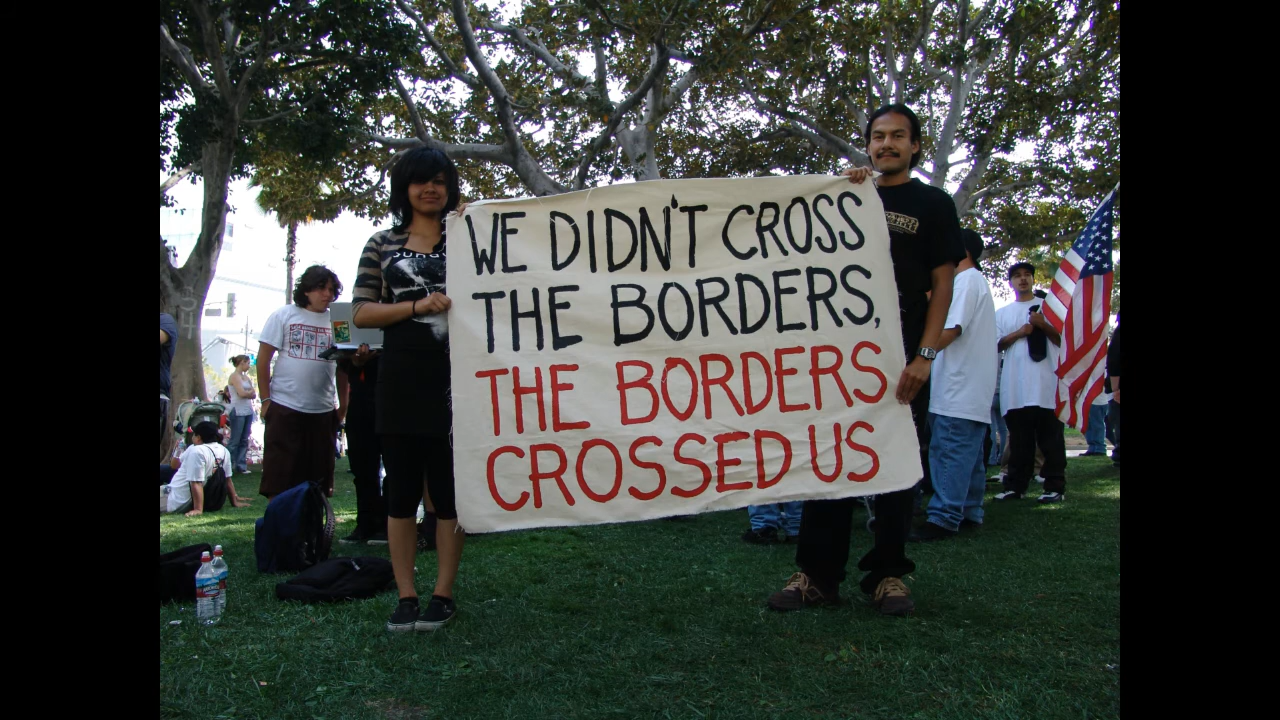 WE DIDN'T CROSS
THE BORDERS,
THE BORDERS
CROSSED US